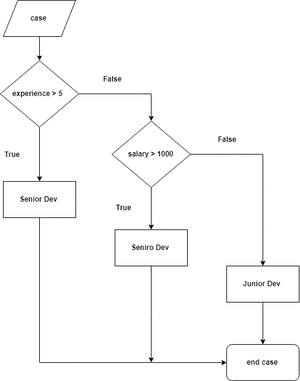 case
experience > 5
False
True
salary > 1000
False
Senior Dev
True
Seniro Dev
Junior Dev
end case